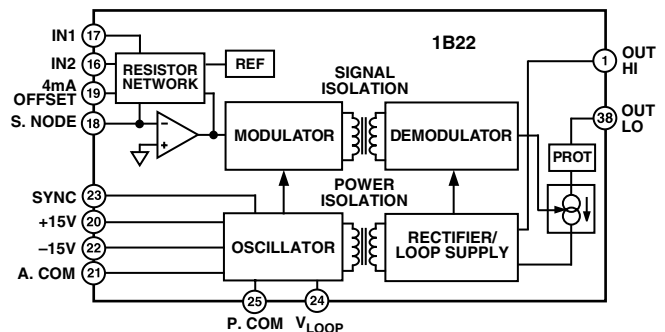 1B22
IN1
17
IN2
16
4mA
OFFSET
19
S. NODE
18
RESISTOR
NETWORK
REF
SIGNAL
ISOLATION
–
+
MODULATOR
DEMODULATOR
1
OUT
HI
38
OUT
LO
PROT
SYNC
23
+15V
20
–15V
22
A. COM
21
OSCILLATOR
POWER
ISOLATION
RECTIFIER/
LOOP SUPPLY
25
P. COM
24
VLOOP